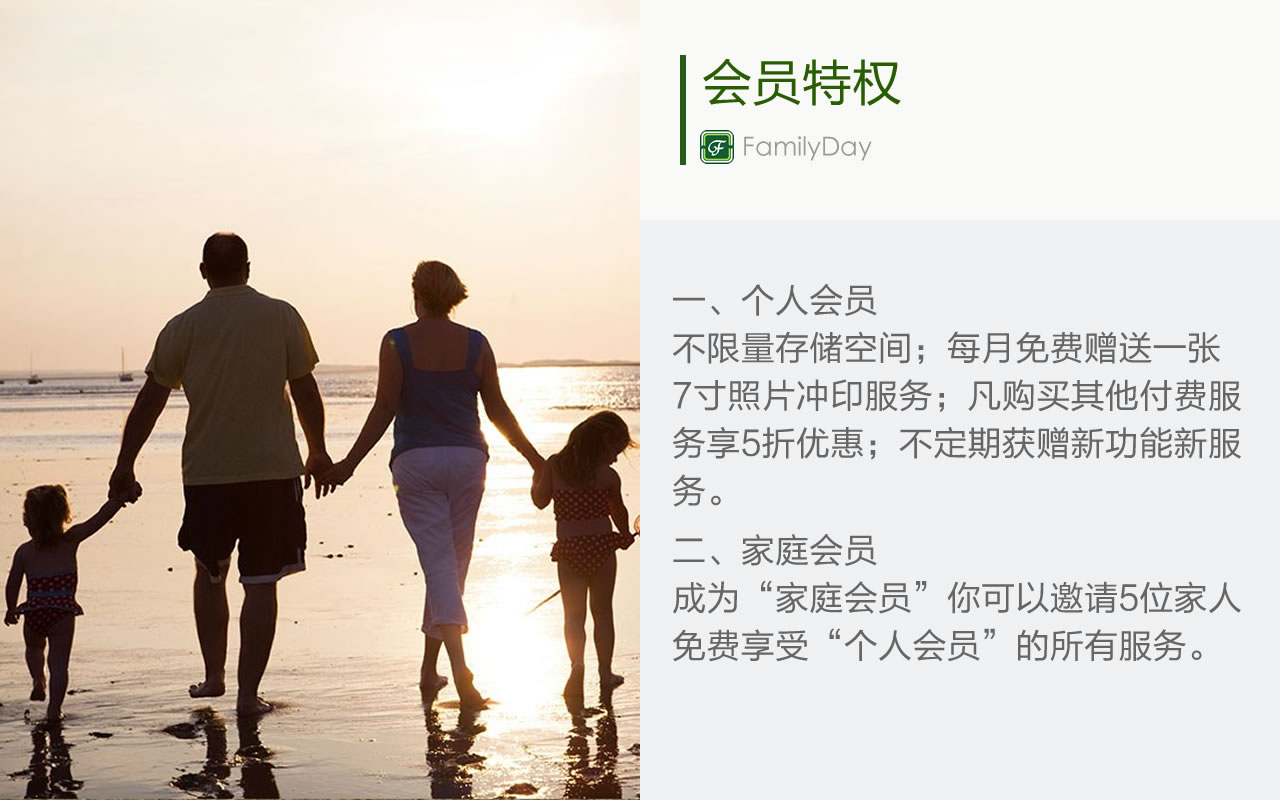 会员特权
FamilyDay
一、个人会员
不限量存储空间；每月免费赠送一张
7寸照片冲印服务；凡购买其他付费服
务享5折优惠；不定期获赠新功能新服
务。
二、家庭会员
成为“家庭会员”你可以邀请5位家人
免费享受“个人会员”的所有服务。